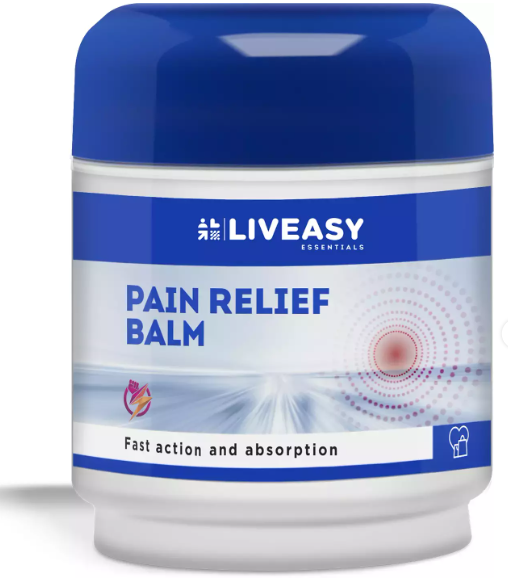 LIVEASY
ESSENTIALS
PAIN RELIEF
BALM
Fast action and absorption